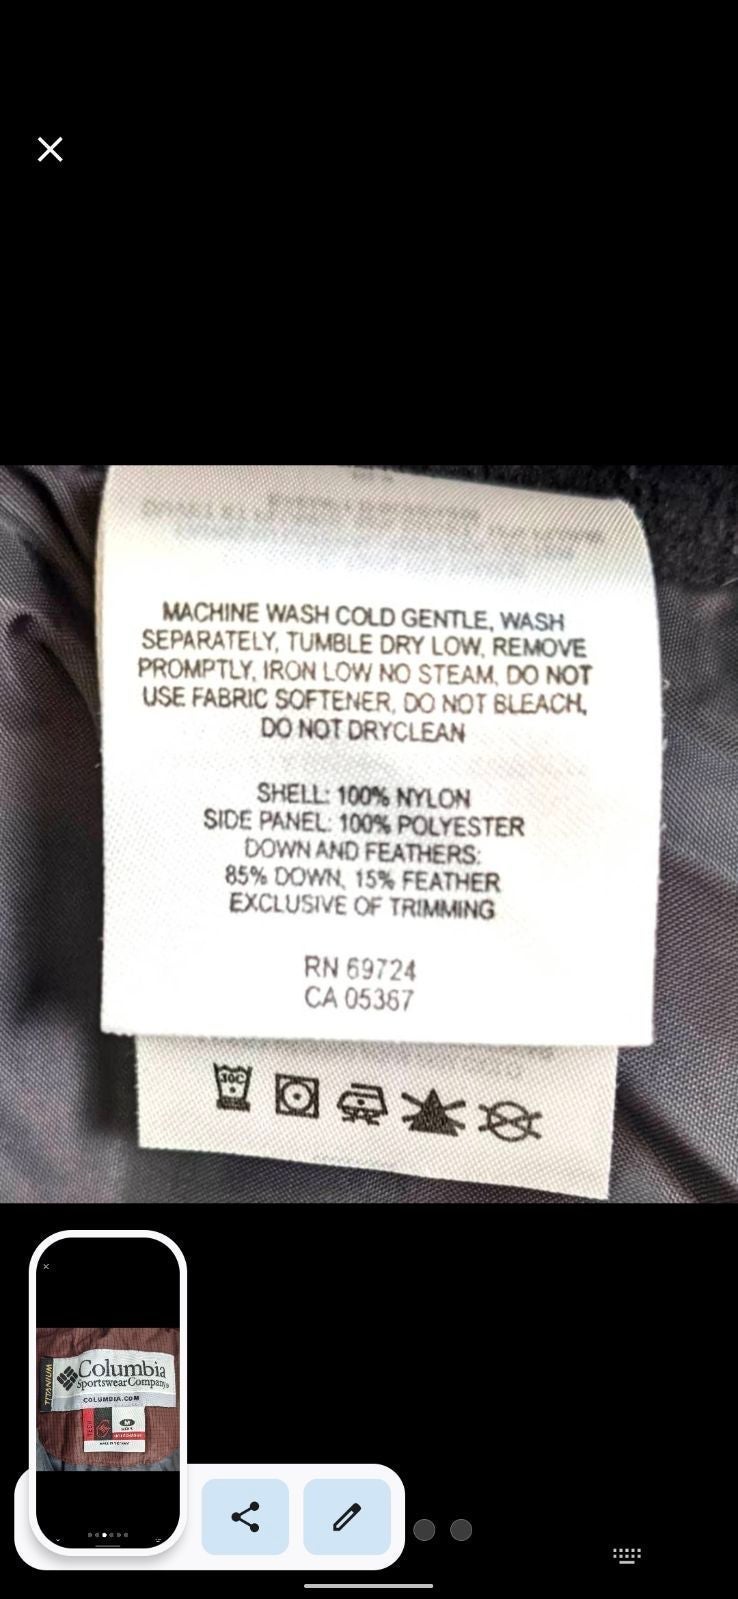 MACHINE WASH COLD GENTLE, WASH
SEPARATELY, TUMBLE DRY LOW, REMOVE
PROMPTLY, IRON LOW NO STEAM, DO NOT
USE FABRIC SOFTENER, DO NOT BLEACH,
DO NOT DRYCLEAN
SHELL: 100% NYLON
SIDE PANEL: 100% POLYESTER
DOWN AND FEATHERS:
85% DOWN, 15% FEATHER
EXCLUSIVE OF TRIMMING
RN 69724
CA 05367
30C
TITANIUM
Columbia
Sportswear Company
COLUMBIA.COM
M